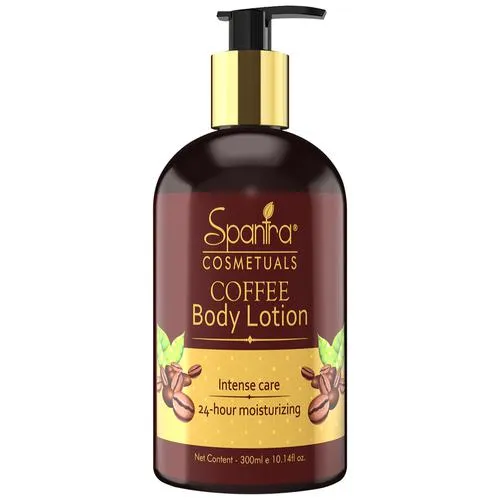 Spantra®
COSMETUALS
COFFEE
Body Lotion
Intense care
24-hour moisturizing
Net Content - 300ml e 10.14fl oz.